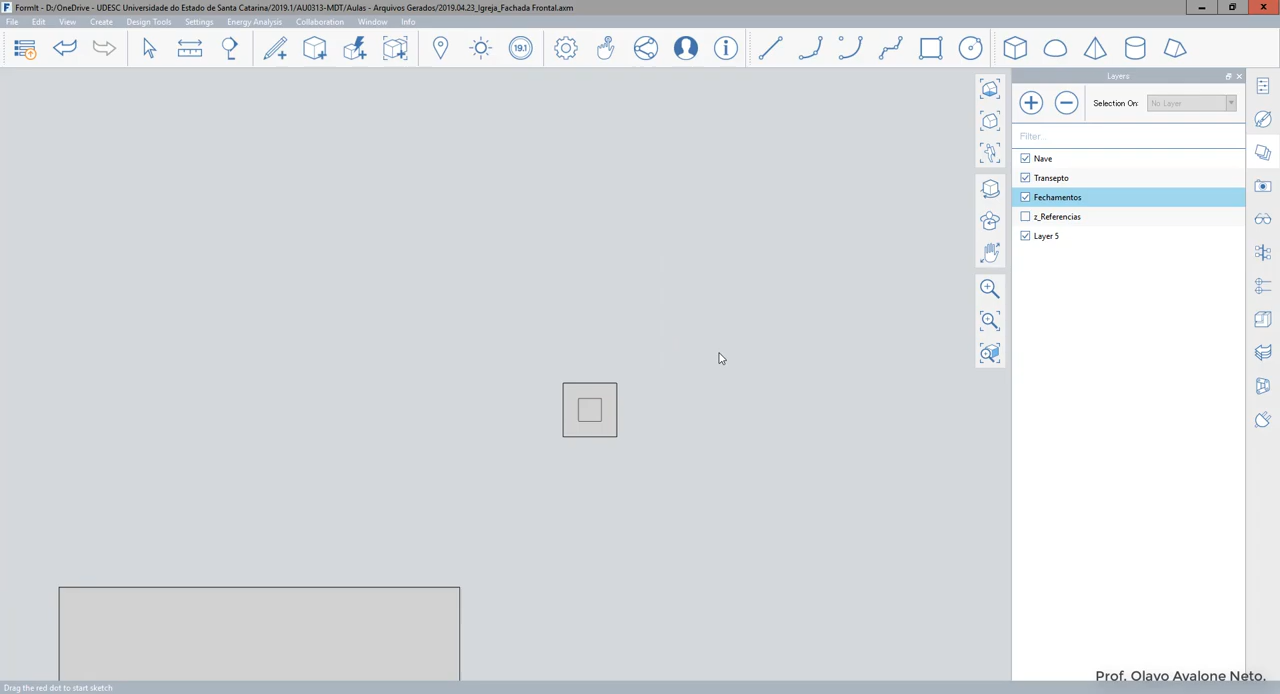 FormIt - D:/OneDrive - UDESC Universidade do Estado de Santa Catarina/2019.1/AU0313-MDT/Aulas - Arquivos Gerados/2019.04.23_Igreja_Fachada Frontal.axm
File Edit View Create Design Tools Settings Energy Analysis Collaboration Window Info
19.1
Layers
Selection On: No Layer
Filter...
Nave
Transepto
Fechamentos
z_Referencias
Layer 5
Prof. Olavo Avalone Neto.
Drag the red dot to start sketch